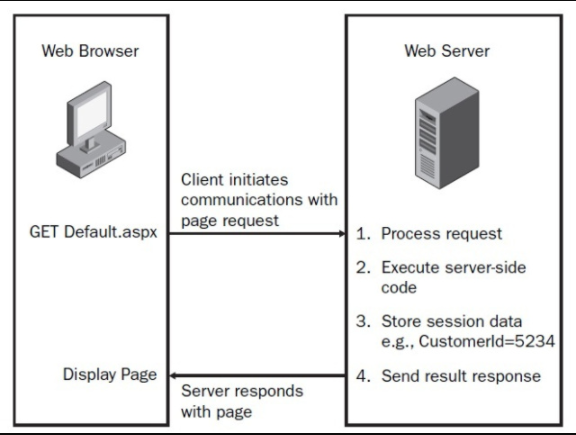 Web Browser
Web Server
Client initiates
communications with
page request
GET Default.aspx
1. Process request
2. Execute server-side
code
3. Store session data
e.g., CustomerId=5234
4. Send result response
Display Page
Server responds
with page